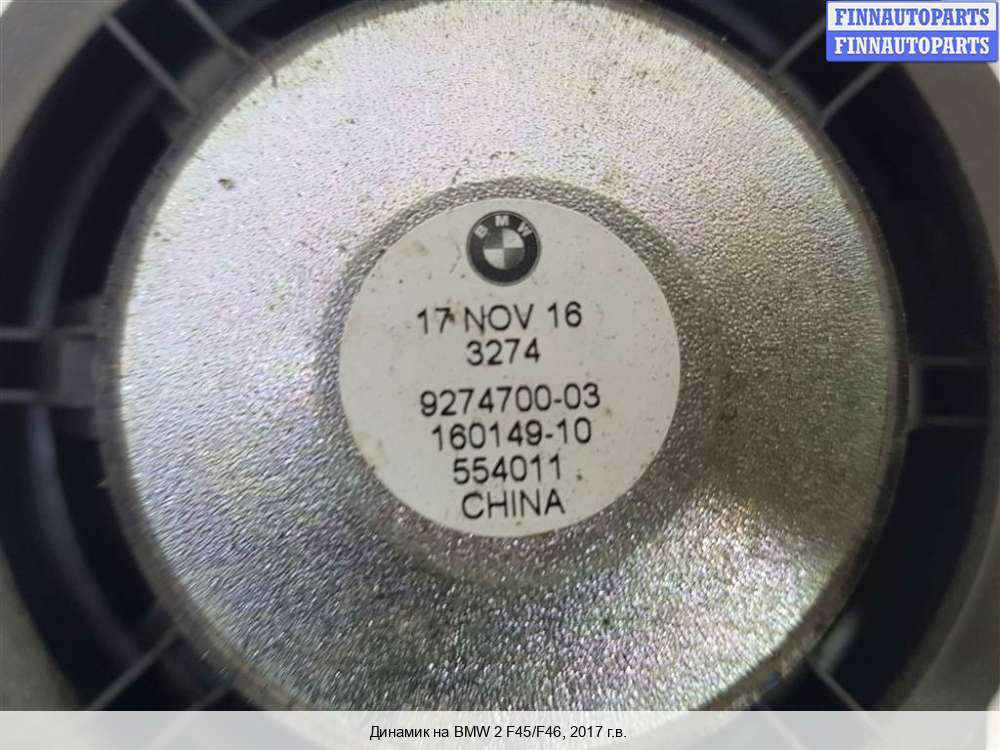 FINNAUTOPARTS
FINNAUTOPARTS
BMW
17 NOV 16
3274
9274700-03
160149-10
554011
CHINA
Динамик на BMW 2 F45/F46, 2017 г.в.